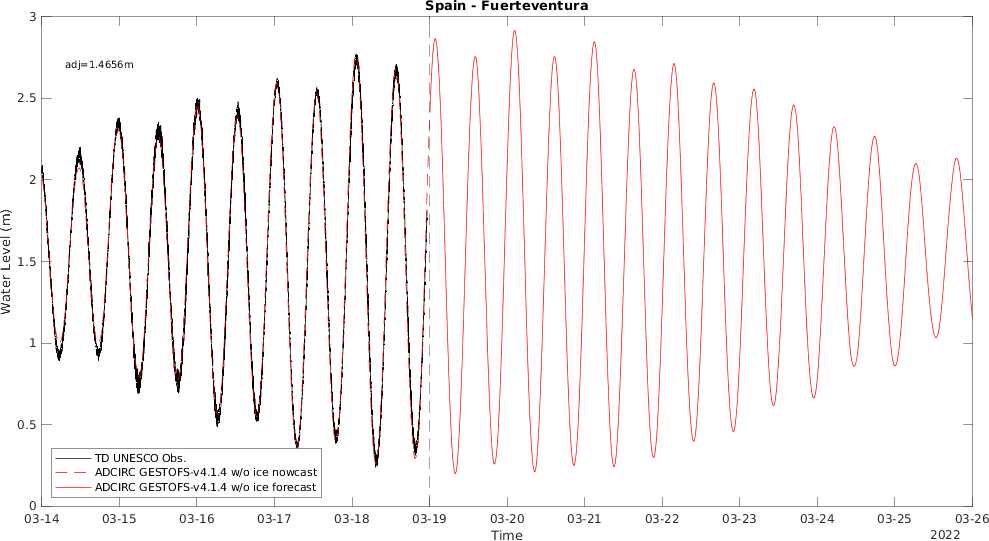 Spain - Fuerteventura
3
adj=1.4656m
2.5
2
1.5
1
0.5
0
Water Level (m)
TD UNESCO Obs.
ADCIRC GESTOFS-v4.1.4 w/o ice nowcast
ADCIRC GESTOFS-v4.1.4 w/o ice forecast
03-14 03-15 03-16 03-17 03-18 03-19 03-20 03-21 03-22 03-23 03-24 03-25 03-26
Time
2022